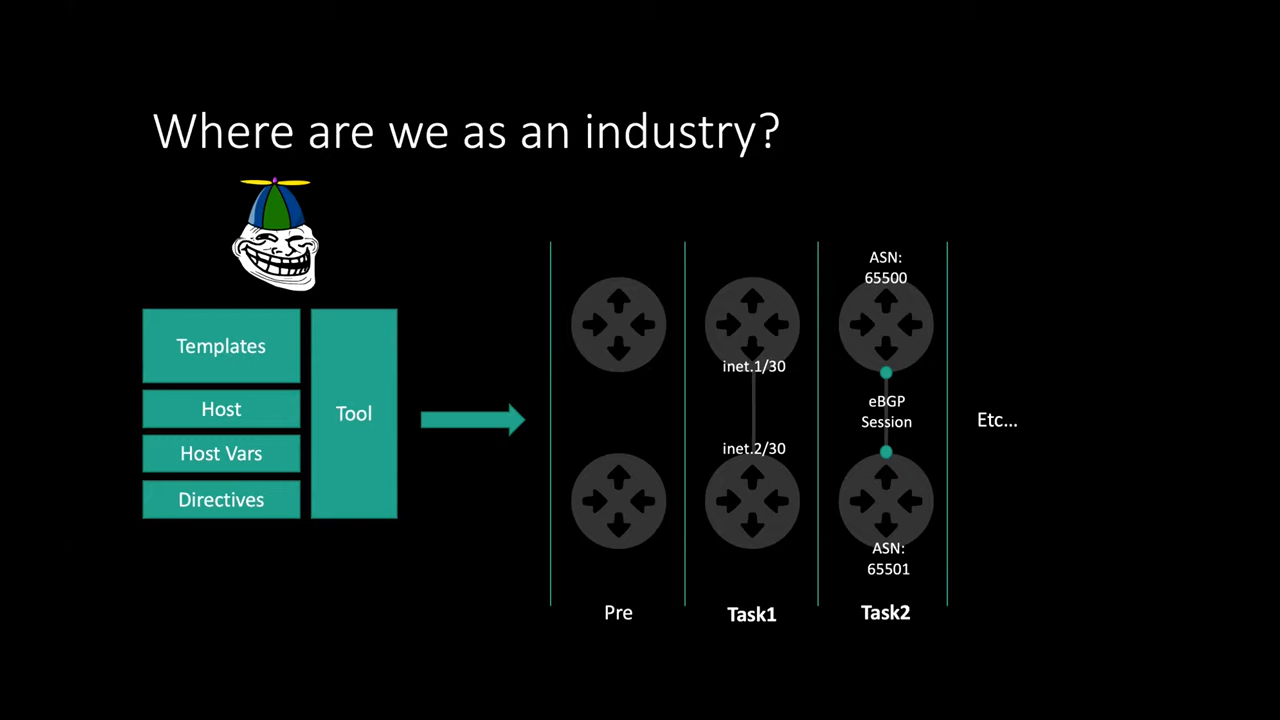 Where are we as an industry?
Templates
Host
Host Vars
Directives
Tool
inet.1/30
inet.2/30
ASN:
65500
eBGP
Session
ASN:
65501
Etc...
Pre
Task1
Task2